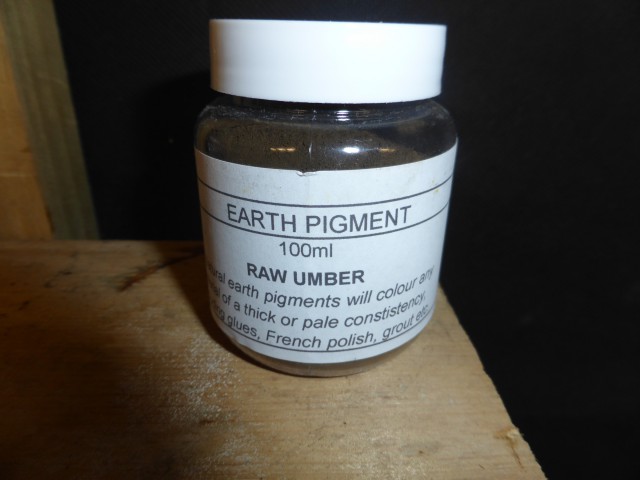 EARTH PIGMENT
100ml
RAW UMBER
earth pigments will colour any
of a thick or pale constistency,
glues, French polish, grout etc.